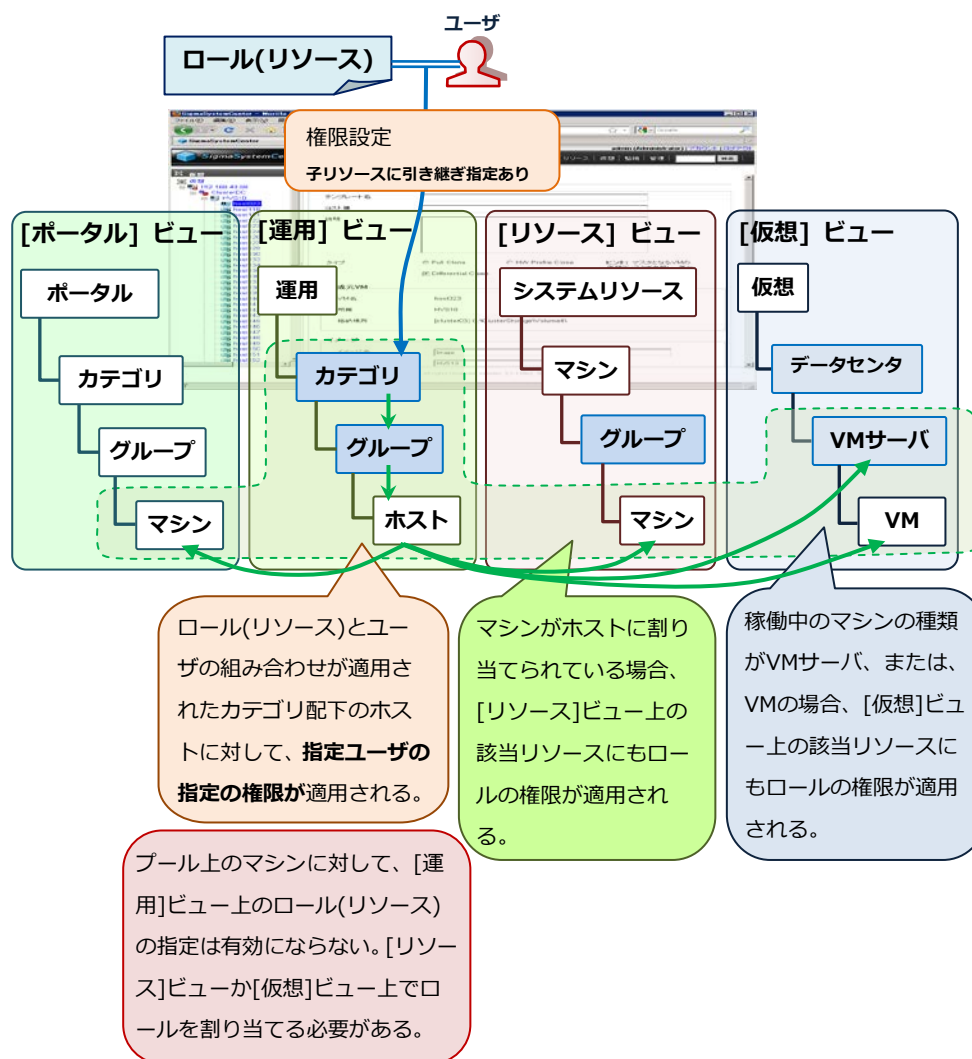 ユーザ
ロール(リソース)
権限設定
子リソースに引き継ぎ指定あり
[ポータル] ビュー
ポータル
カテゴリ
グループ
マシン
[運用] ビュー
運用
カテゴリ
グループ
ホスト
[リソース] ビュー
システムリソース
マシン
グループ
マシン
[仮想] ビュー
仮想
データセンタ
VMサーバ
VM
ロール(リソース)とユー
ザの組み合わせが適用さ
れたカテゴリ配下のホス
トに対して、指定ユーザの
指定の権限が適用される。
マシンがホストに割り
当てられている場合、
[リソース]ビュー上の
該当リソースにもロー
ルの権限が適用され
る。
稼働中のマシンの種類
がVMサーバ、または、
VMの場合、[仮想]ビュ
ー上の該当リソースに
もロールの権限が適用
される。
プール上のマシンに対して、[運
用]ビュー上のロール(リソース)
の指定は有効にならない。[リソー
ス]ビューか[仮想]ビュー上でロ
ールを割り当てる必要がある。